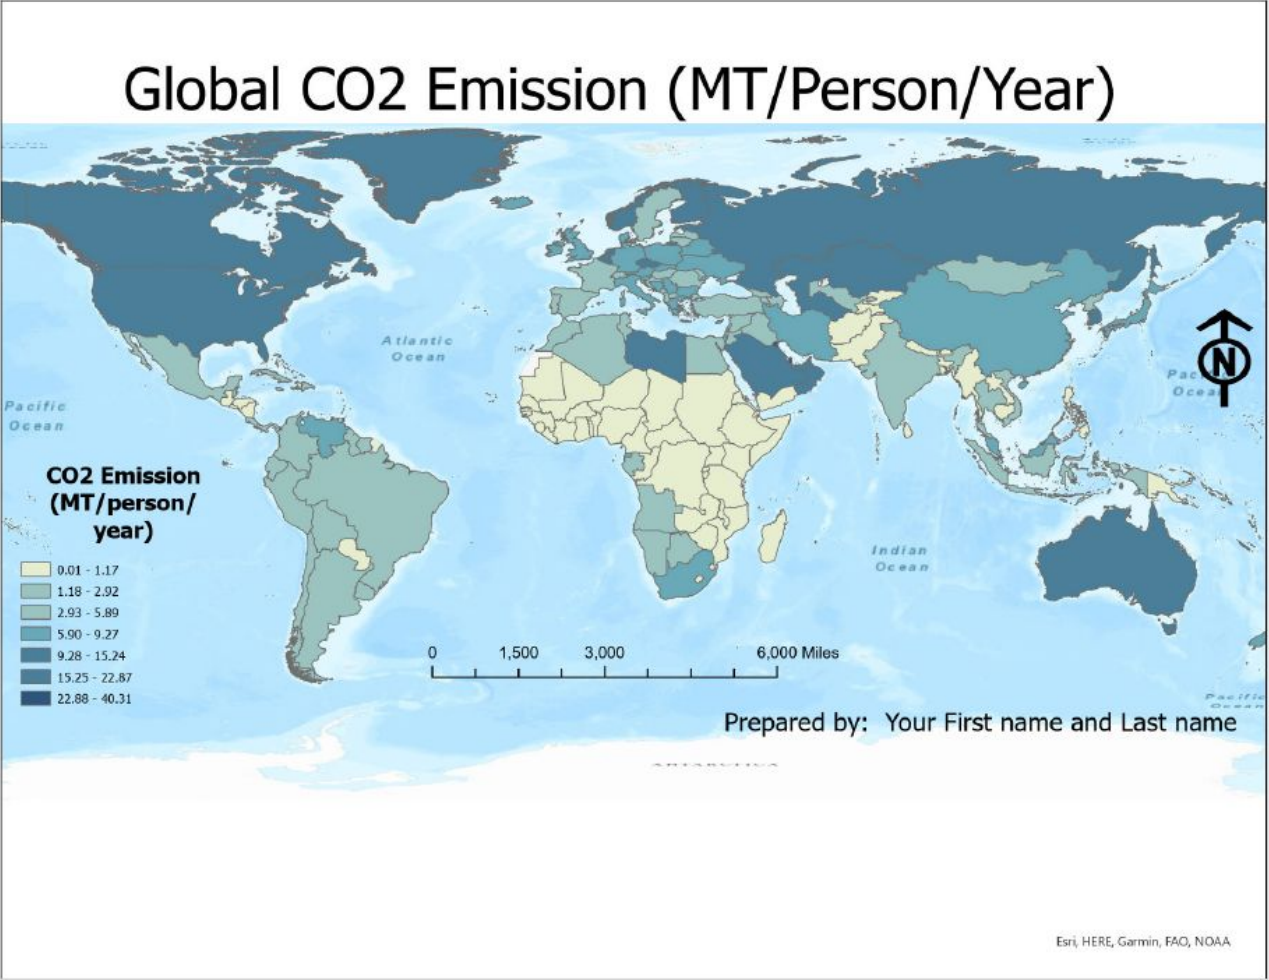 Global CO2 Emission (MT/Person/Year)
Atlantic
Ocean
Pacific
Ocean
N
Ocean
CO2 Emission
(MT/person/
year)
0.01 - 1.17
1.18 - 2.92
2.93 - 5.89
5.90 - 9.27
9.28 - 15.24
15.25 - 22.87
22.88 - 40.31
Indian
Ocean
0 1,500 3,000 6,000 Miles
Pacific
Ocean
Prepared by: Your First name and Last name
Esri, HERE, Garmin, FAO, NOAA